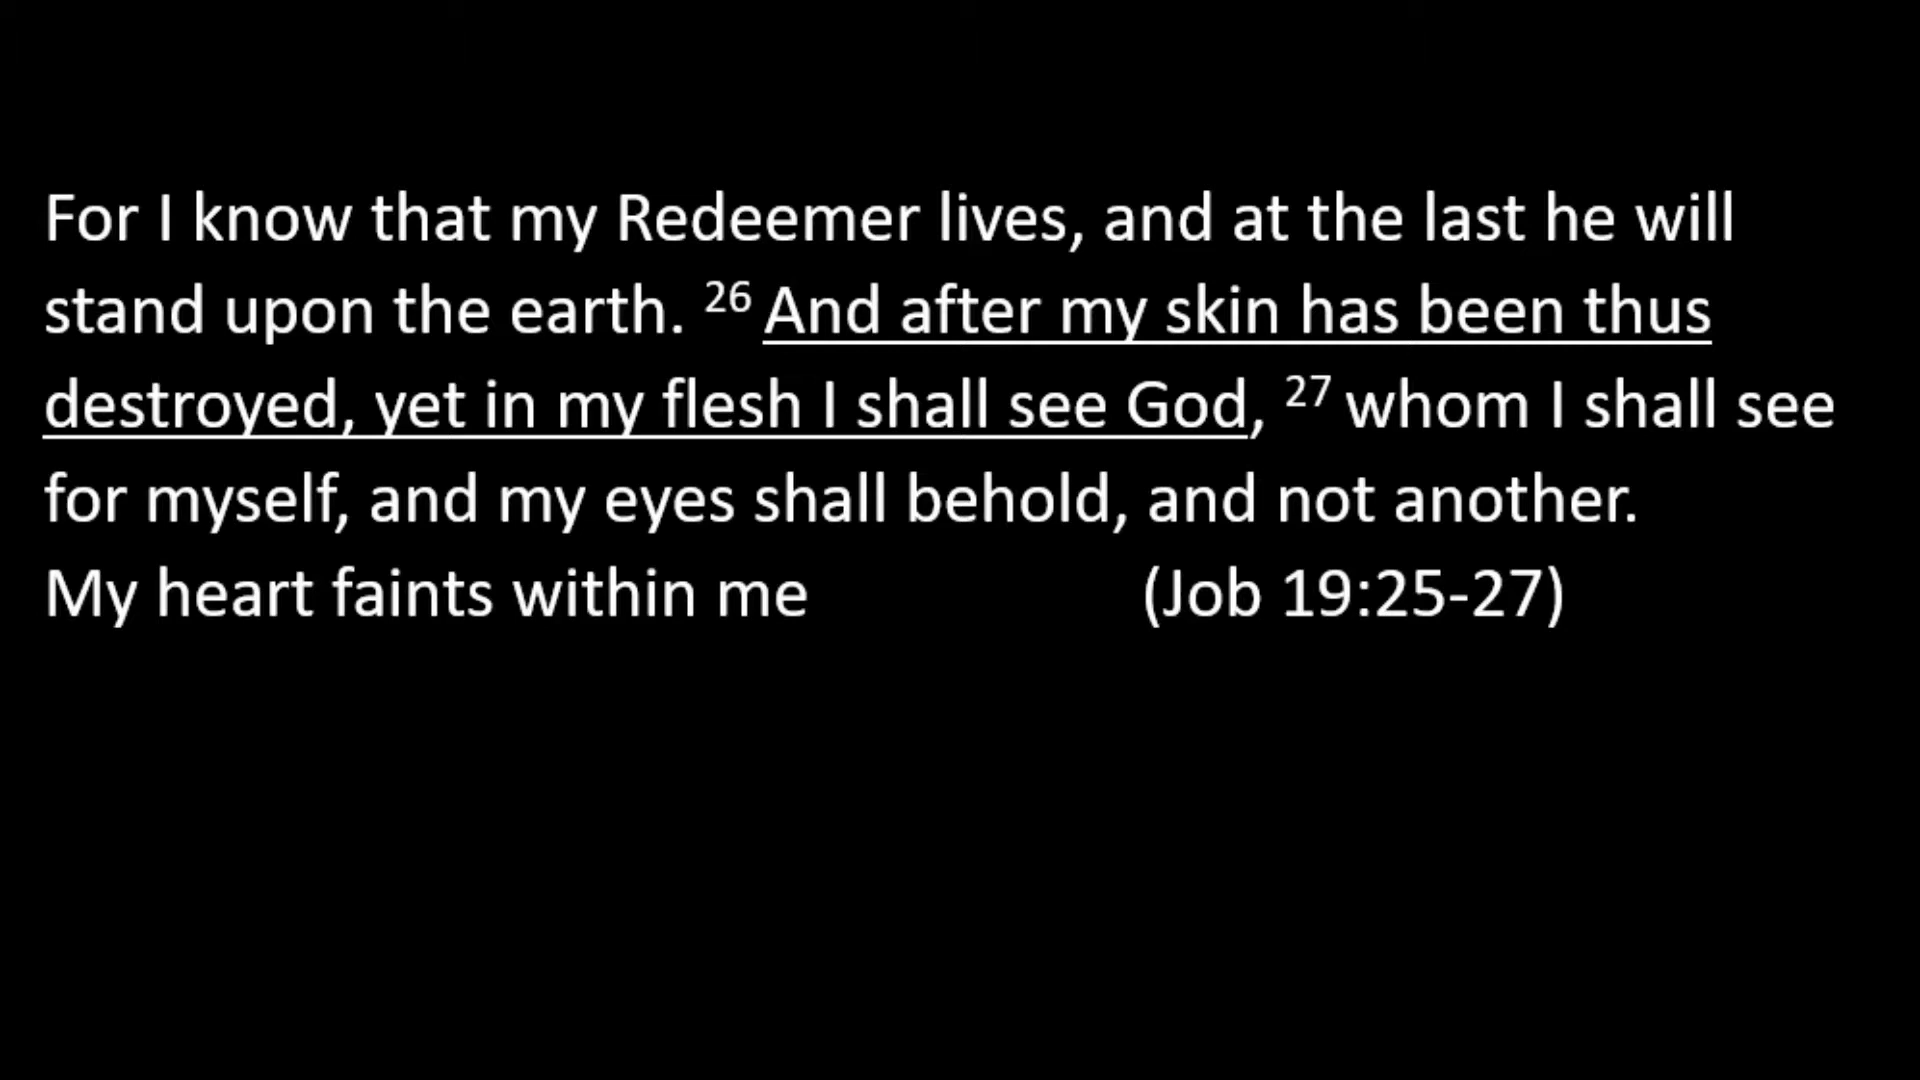 For I know that my Redeemer lives, and at the last he will
stand upon the earth. 26 And after my skin has been thus
destroyed, yet in my flesh I shall see God, 27 whom I shall see
for myself, and my eyes shall behold, and not another.
My heart faints within me (Job 19:25-27)